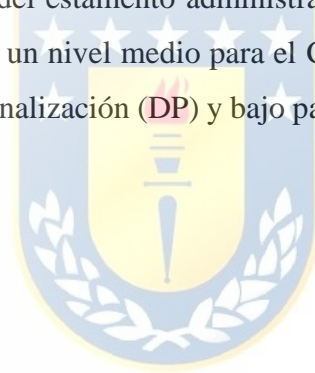 del estamento administra
un nivel medio para el C
nalización (DP) y bajo pa